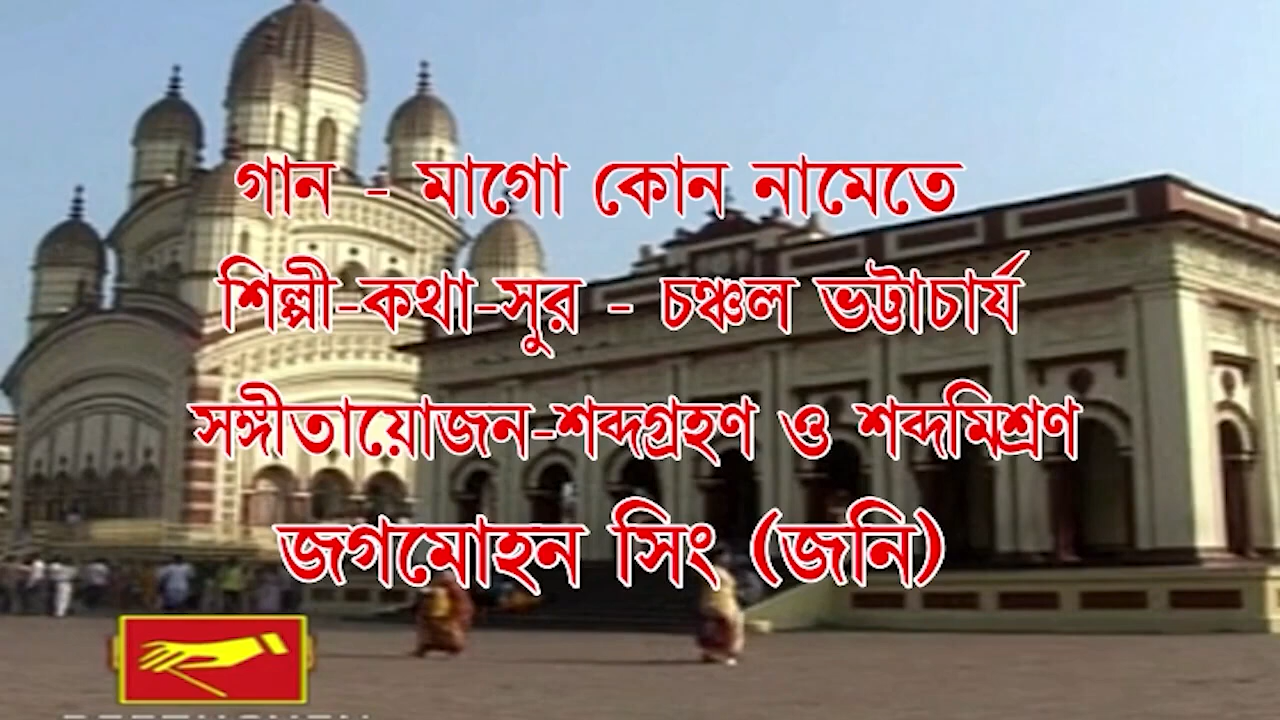 গান - মাগো কোন নামেতে
শিল্পী-কথা-সুর - চঞ্চল ভট্টাচার্য
সঙ্গীতায়োজন-শব্দগ্রহণ ও শব্দমিশ্রণ
জগমোহন সিং (জনি)